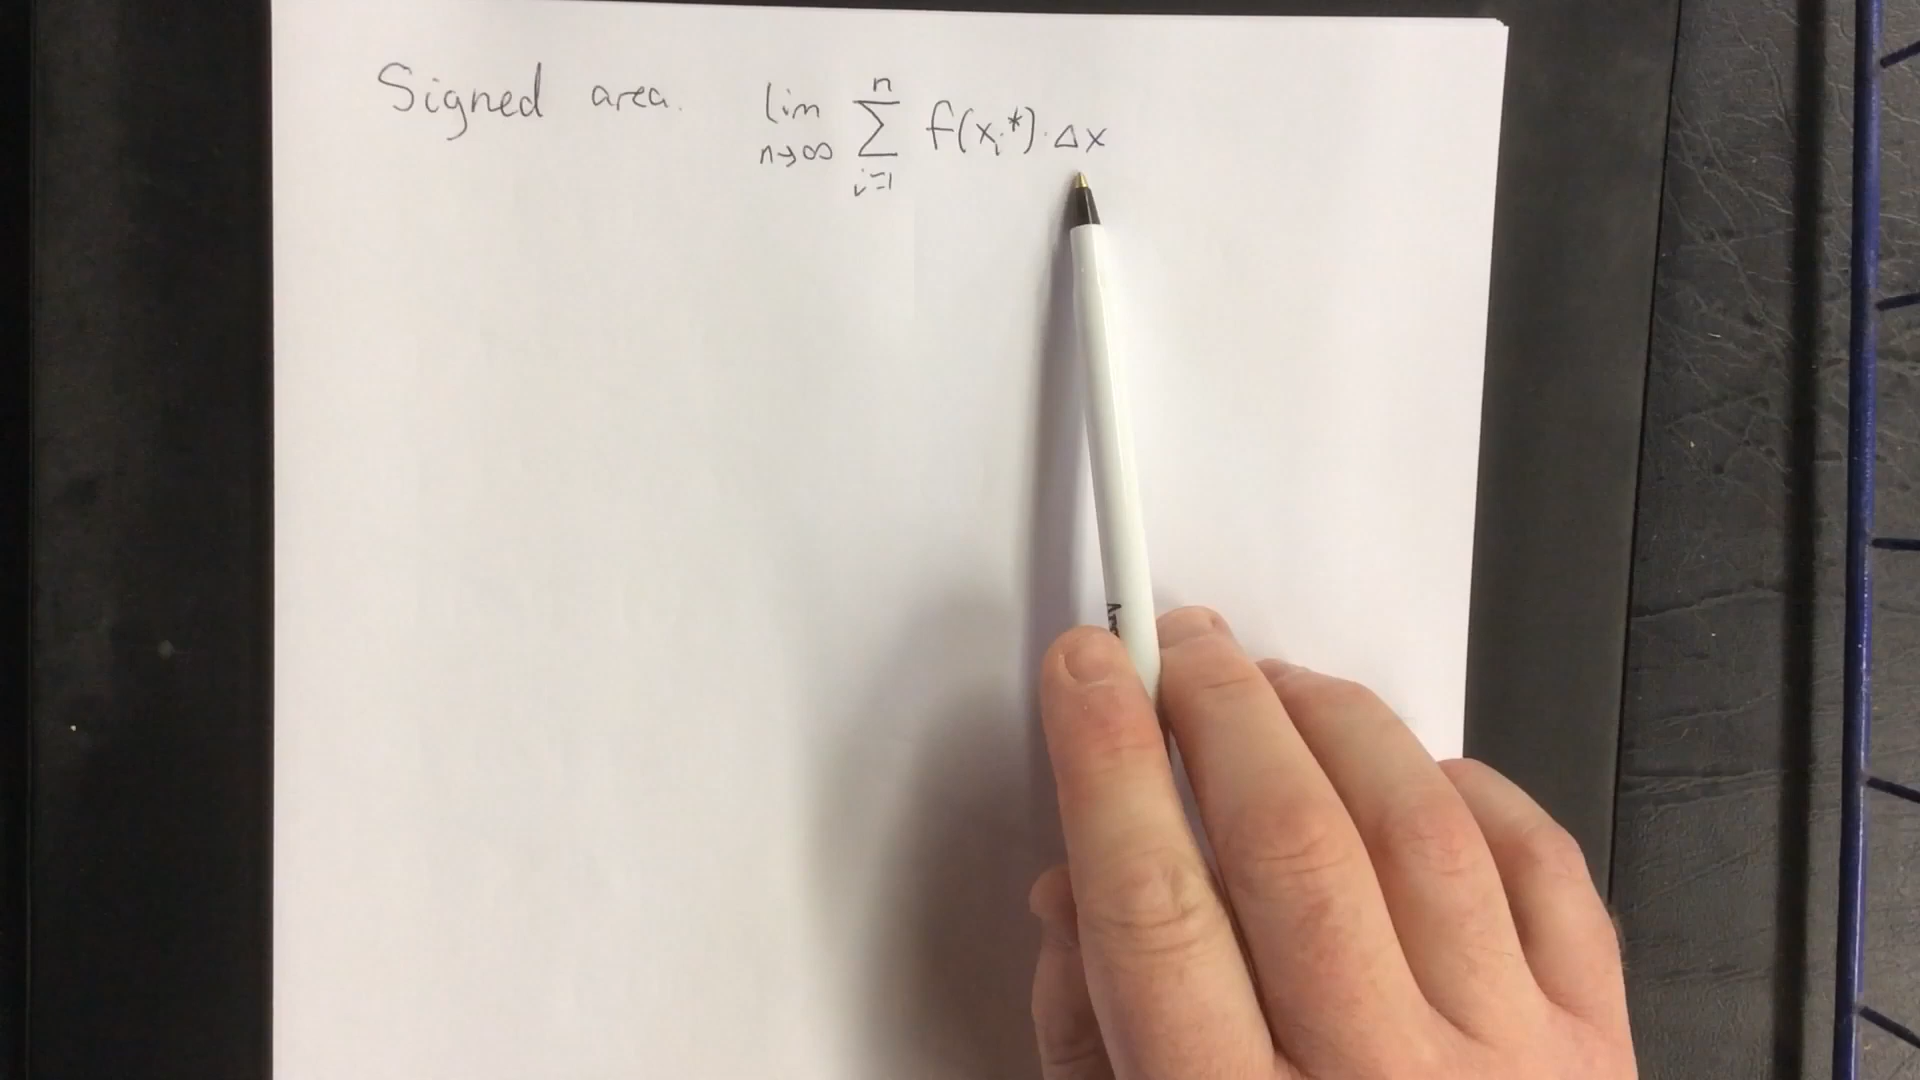 Signed area. lim n→∞ n Σ i=1 f(xᵢ*)·Δx